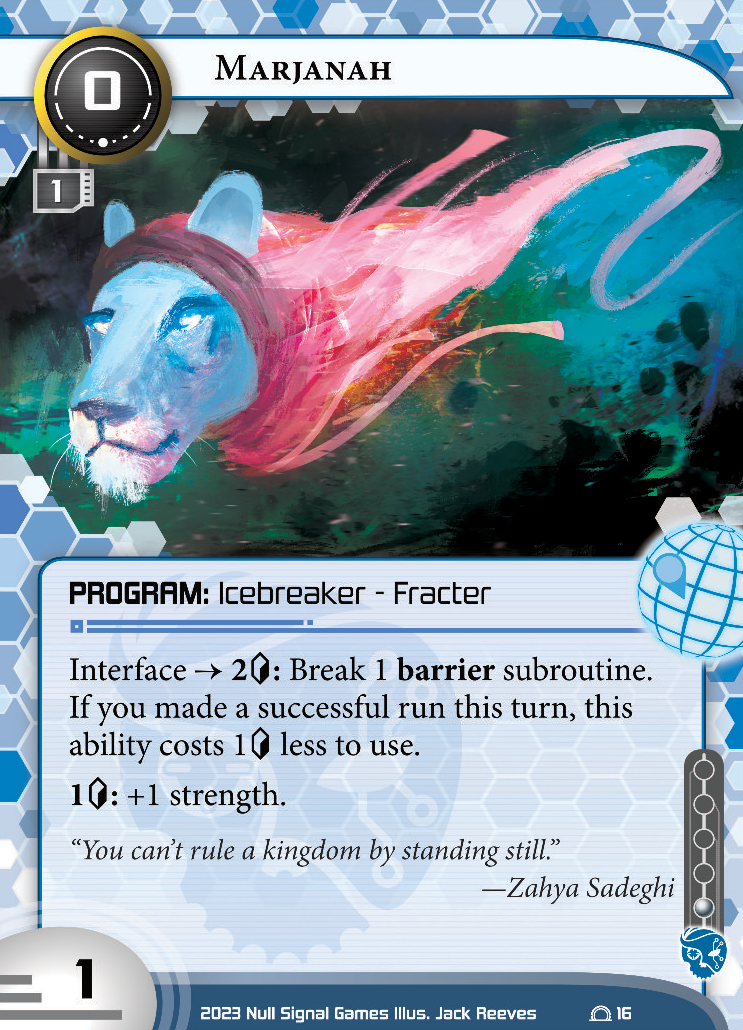 0
MARJANAH
1
PROGRAM: Icebreaker - Fracter
Interface → 2: Break 1 barrier subroutine.
If you made a successful run this turn, this
ability costs 1 less to use.
1: +1 strength.
“You can’t rule a kingdom by standing still.”
—Zahya Sadeghi
1
2023 Null Signal Games Illus. Jack Reeves 16